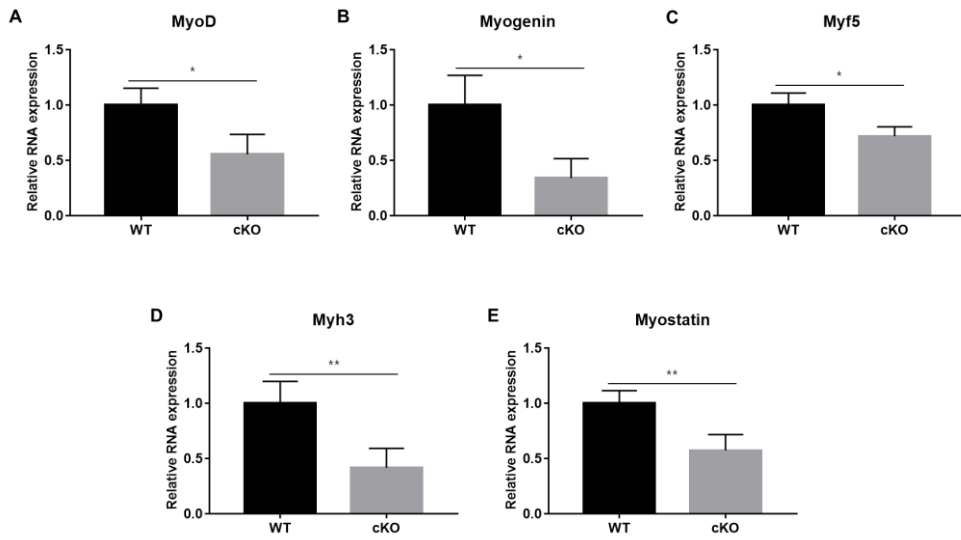 A
MyoD
Relative RNA expression
1.5
1.0
0.5
0.0
*
WT
cKO
B
Myogenin
Relative RNA expression
1.5
1.0
0.5
0.0
*
WT
cKO
C
Myf5
Relative RNA expression
1.5
1.0
0.5
0.0
*
WT
cKO
D
Myh3
Relative RNA expression
1.5
1.0
0.5
0.0
**
WT
cKO
E
Myostatin
Relative RNA expression
1.5
1.0
0.5
0.0
**
WT
cKO